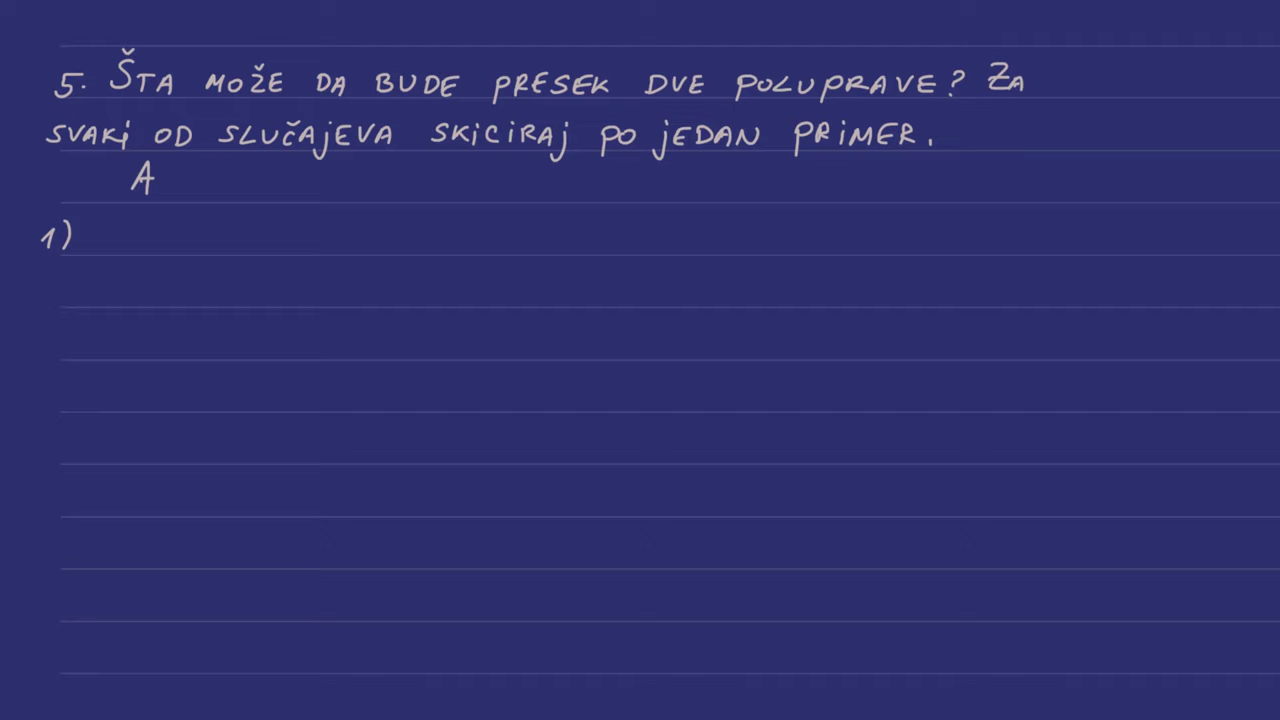 5. Šta može da bude presek dve poluprave? Za
svaki od slučajeva skiciraj po jedan primer.
A
1)